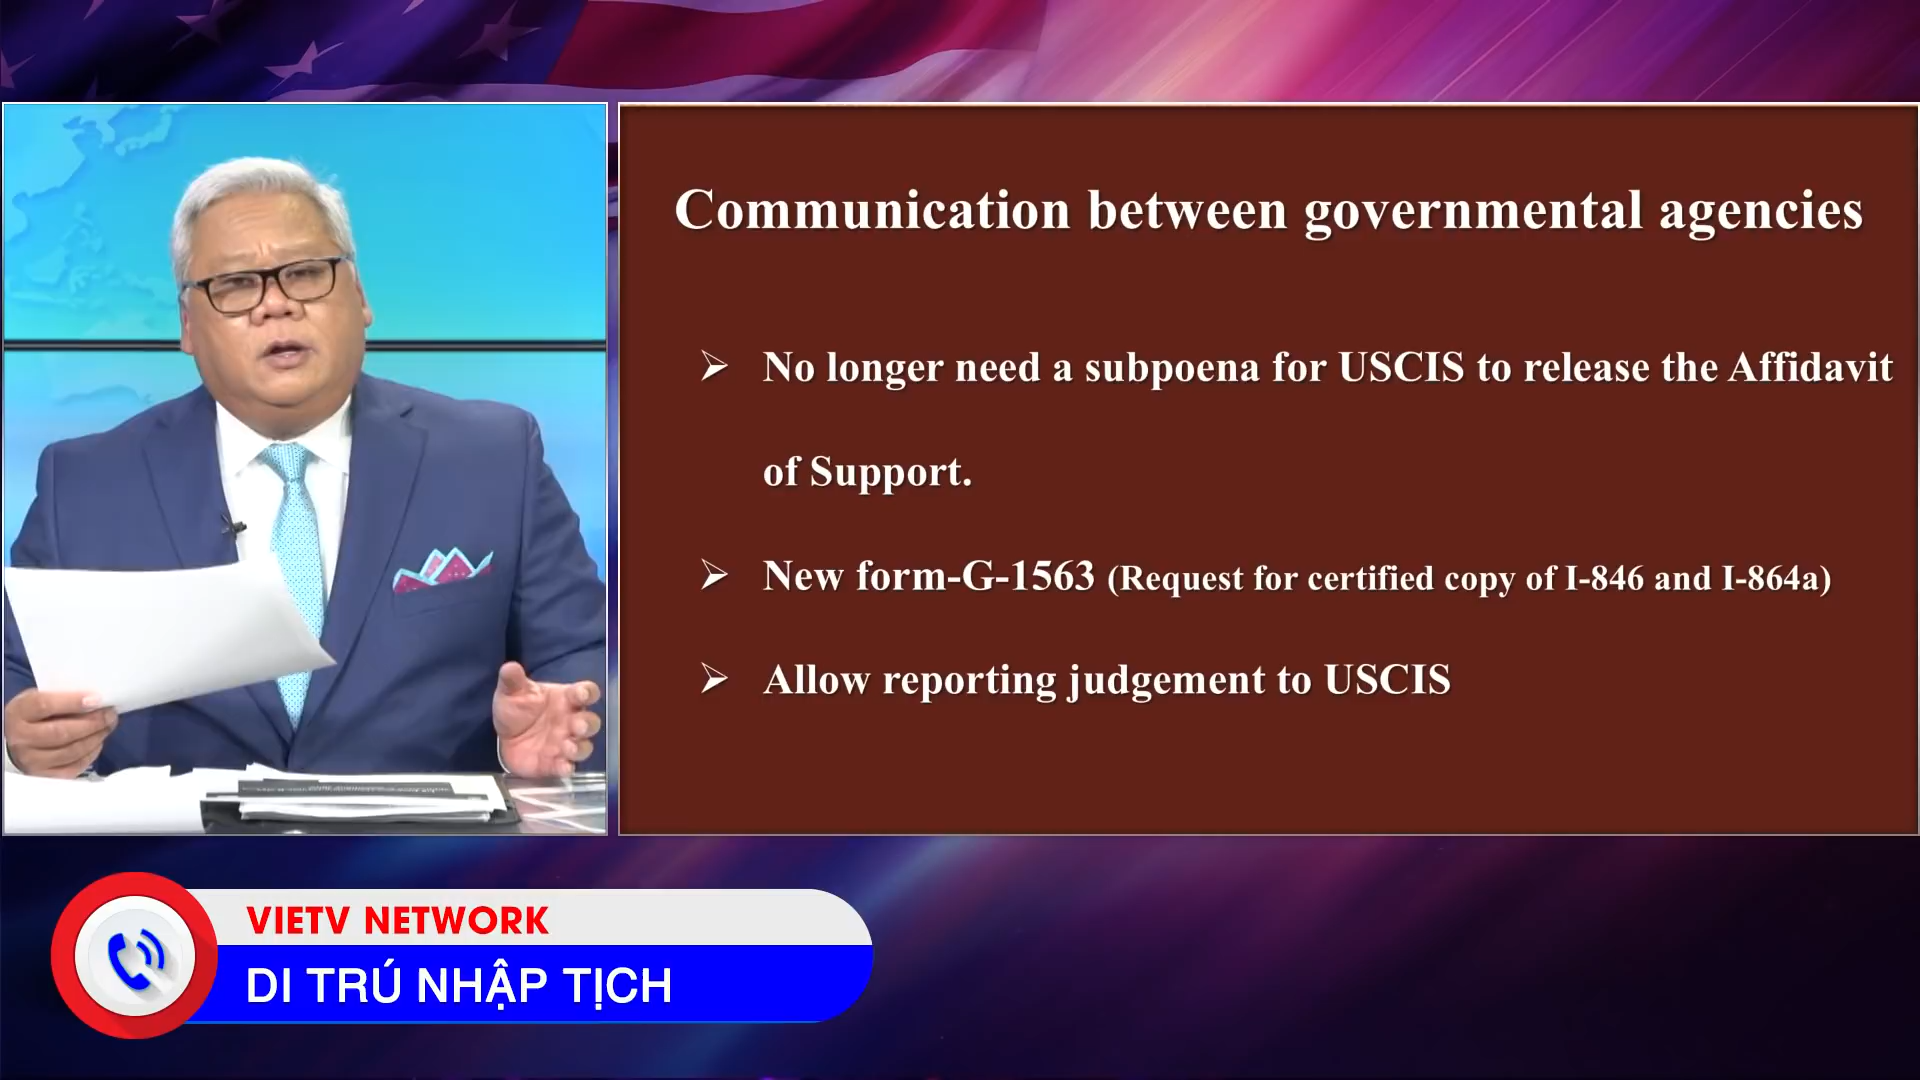 Communication between governmental agencies
➢ No longer need a subpoena for USCIS to release the Affidavit
of Support.
➢ New form-G-1563 (Request for certified copy of I-846 and I-864a)
➢ Allow reporting judgement to USCIS
VIETV NETWORK
DI TRÚ NHẬP TỊCH